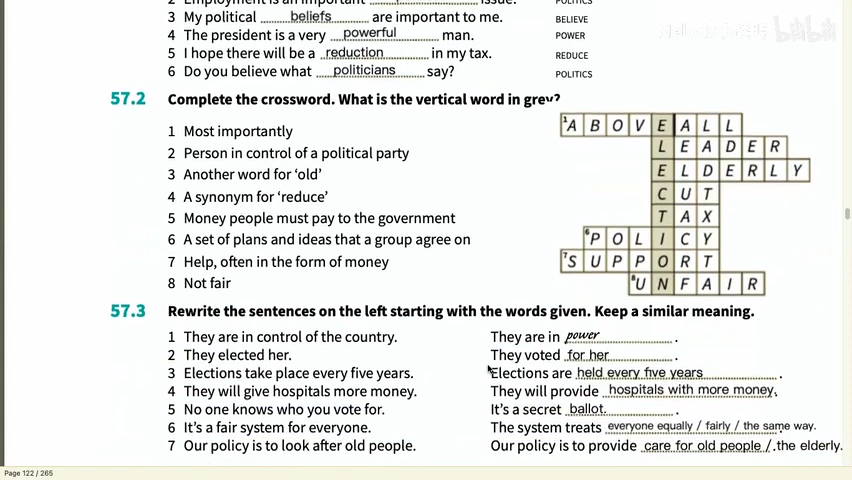 2 Employment is an important issue. POLITICS
3 My political beliefs are important to me. BELIEVE
4 The president is a very powerful man. POWER
5 I hope there will be a reduction in my tax. REDUCE
6 Do you believe what politicians say? POLITICS
57.2 Complete the crossword. What is the vertical word in grey?
1 Most importantly
2 Person in control of a political party
3 Another word for ‘old’
4 A synonym for ‘reduce’
5 Money people must pay to the government
6 A set of plans and ideas that a group agree on
7 Help, often in the form of money
8 Not fair
1 A B O V E A L L
L E A D E R
E L D E R L Y
C U T
T A X
6 P O L I C Y
7 S U P P O R T
8 U N F A I R
57.3 Rewrite the sentences on the left starting with the words given. Keep a similar meaning.
1 They are in control of the country. They are in power .
2 They elected her. They voted for her .
3 Elections take place every five years. Elections are held every five years .
4 They will give hospitals more money. They will provide hospitals with more money.
5 No one knows who you vote for. It’s a secret ballot. .
6 It’s a fair system for everyone. The system treats everyone equally / fairly / the same way. .
7 Our policy is to look after old people. Our policy is to provide care for old people / .the elderly.
Page 122 / 265